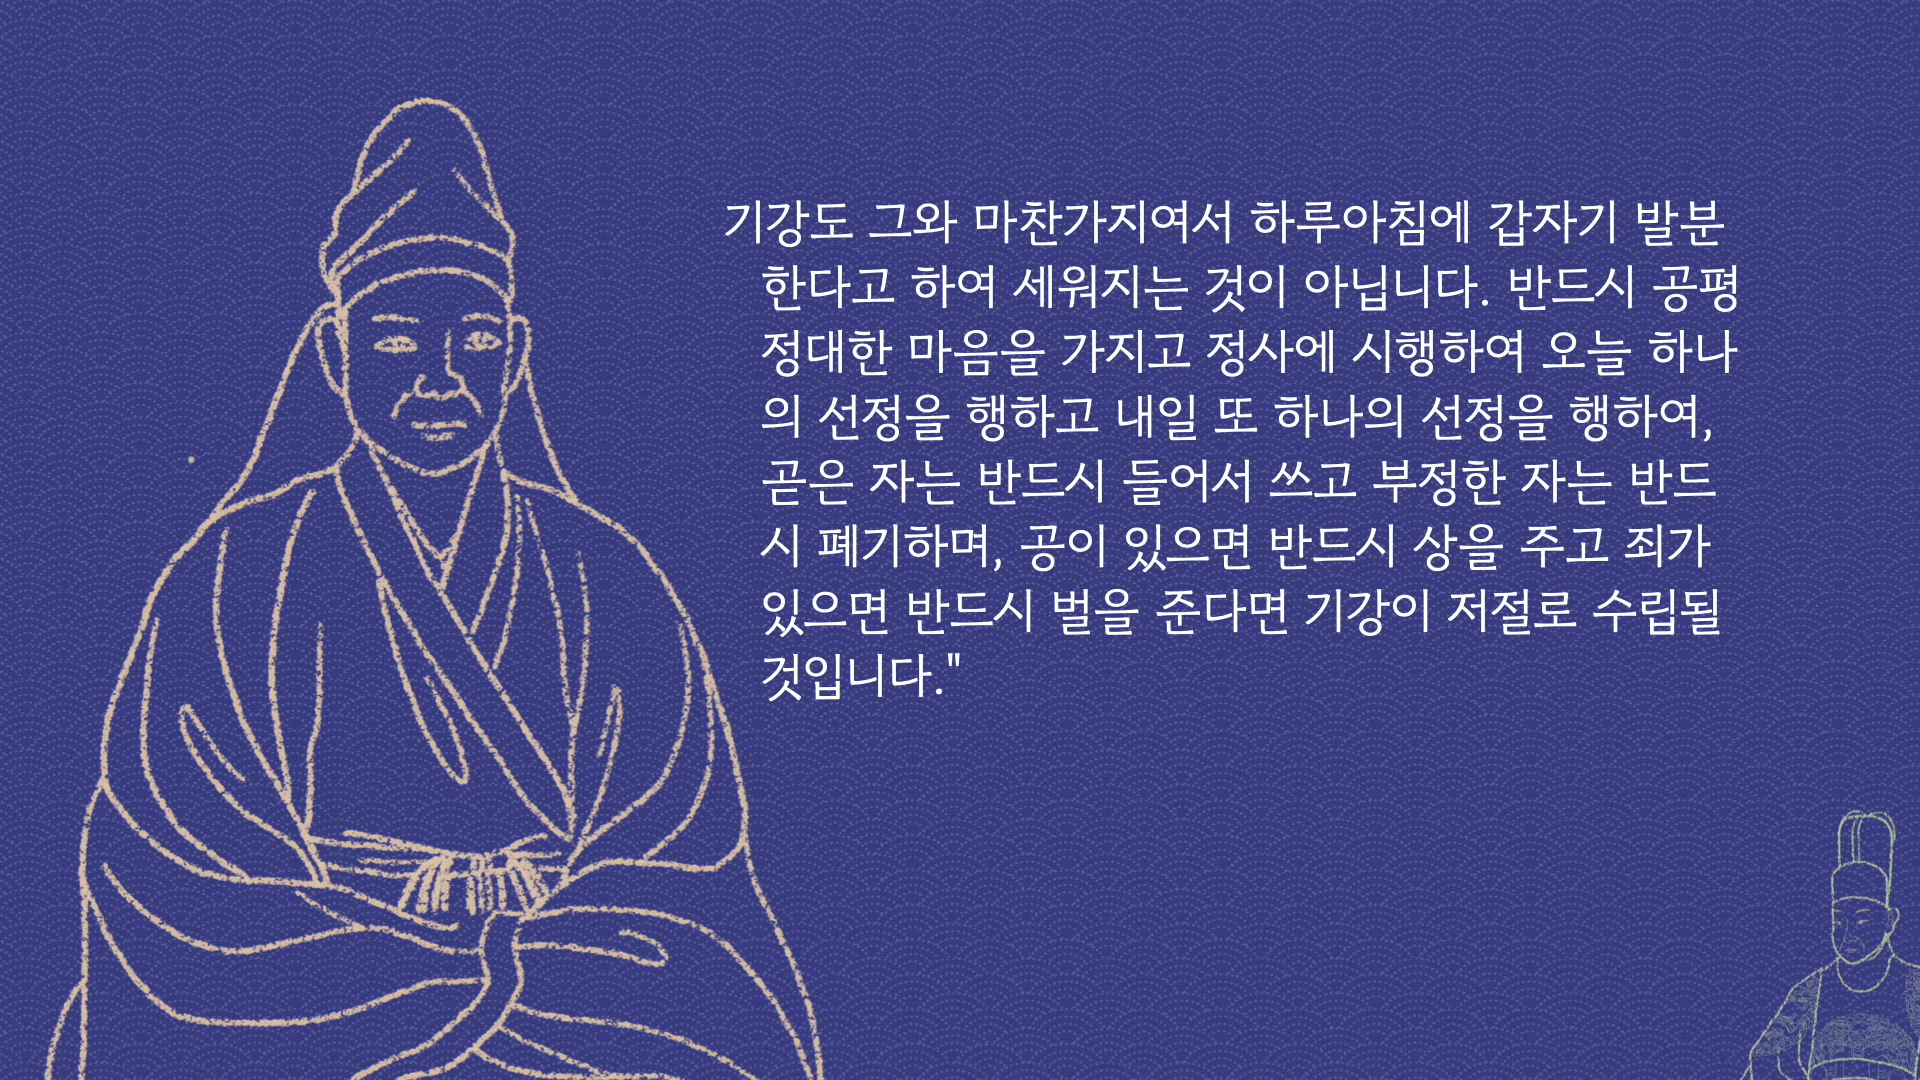 기강도 그와 마찬가지여서 하루아침에 갑자기 발분
한다고 하여 세워지는 것이 아닙니다. 반드시 공평
정대한 마음을 가지고 정사에 시행하여 오늘 하나
의 선정을 행하고 내일 또 하나의 선정을 행하여,
곧은 자는 반드시 들어서 쓰고 부정한 자는 반드
시 폐기하며, 공이 있으면 반드시 상을 주고 죄가
있으면 반드시 벌을 준다면 기강이 저절로 수립될
것입니다."